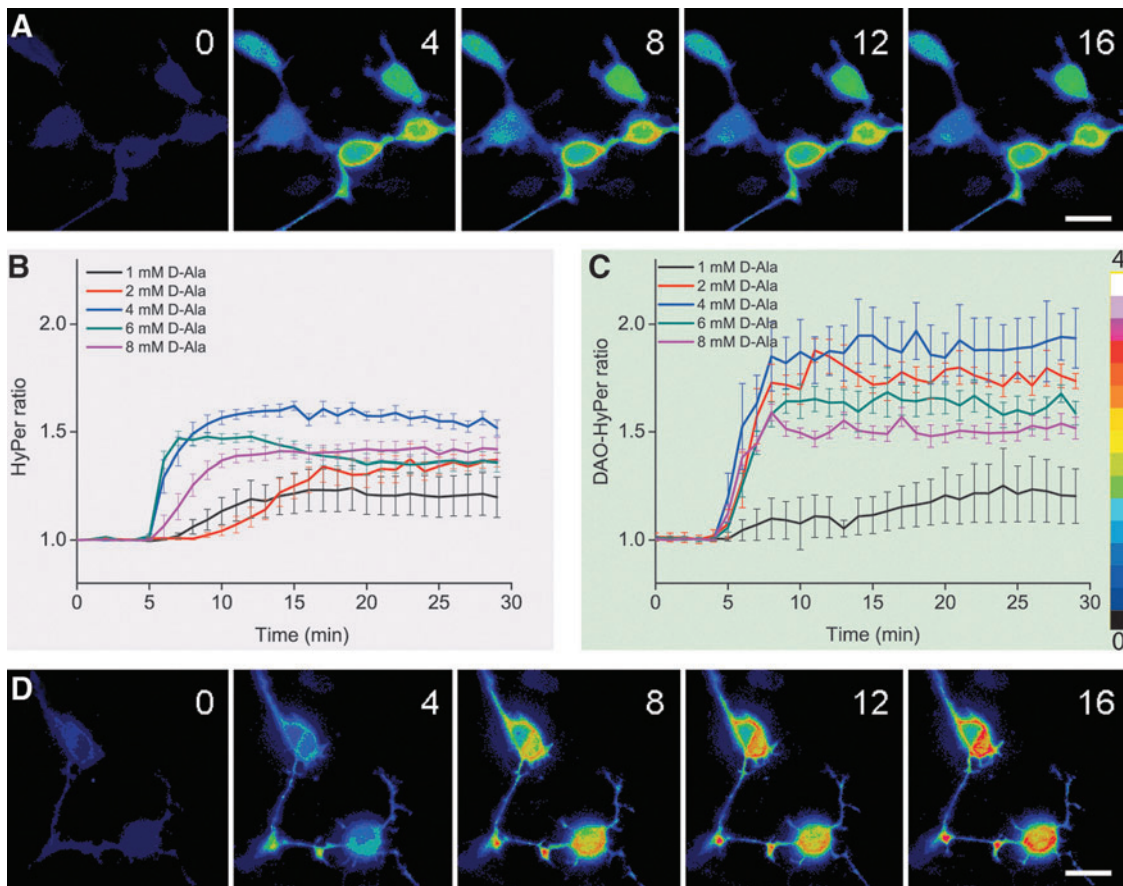 A 0 4 8 12 16
B
HyPer ratio
1 mM D-Ala
2 mM D-Ala
4 mM D-Ala
6 mM D-Ala
8 mM D-Ala
2.0
1.5
1.0
0 5 10 15 20 25 30
Time (min)
C
DAO-HyPer ratio
1 mM D-Ala
2 mM D-Ala
4 mM D-Ala
6 mM D-Ala
8 mM D-Ala
2.0
1.5
1.0
0 5 10 15 20 25 30
Time (min)
4
0
D 0 4 8 12 16